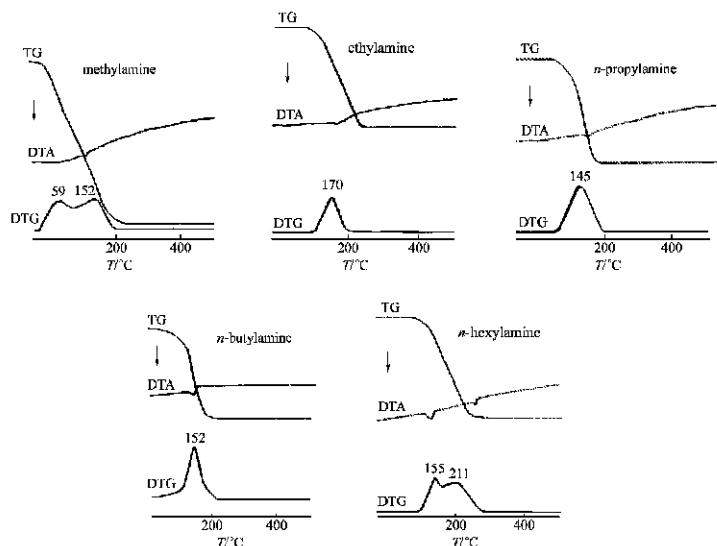 TG
methylamine
DTA
59 152
DTG
200 400
T/°C
TG
ethylamine
DTA
170
DTG
200 400
T/°C
TG
n-propylamine
DTA
145
DTG
200 400
T/°C
TG
n-butylamine
DTA
152
DTG
200 400
T/°C
TG
n-hexylamine
DTA
155 211
DTG
200 400
T/°C